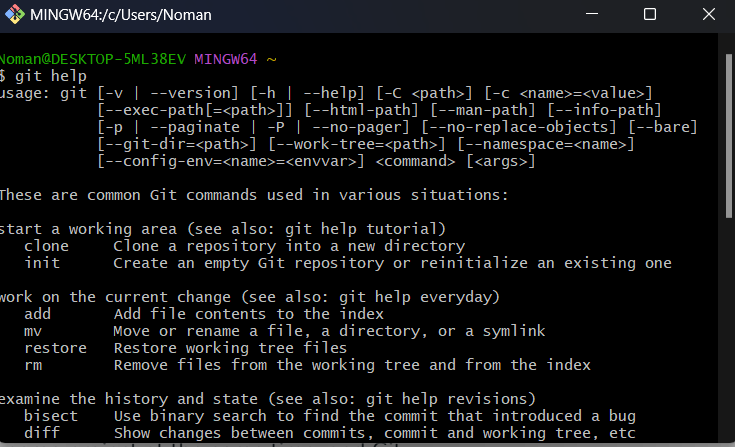 MINGW64:/c/Users/Noman
Noman@DESKTOP-5ML38EV MINGW64 ~
$ git help
usage: git [-v | --version] [-h | --help] [-C <path>] [-c <name>=<value>]
           [--exec-path[=<path>]] [--html-path] [--man-path] [--info-path]
           [-p | --paginate | -P | --no-pager] [--no-replace-objects] [--bare]
           [--git-dir=<path>] [--work-tree=<path>] [--namespace=<name>]
           [--config-env=<name>=<envvar>] <command> [<args>]
These are common Git commands used in various situations:
start a working area (see also: git help tutorial)
   clone     Clone a repository into a new directory
   init      Create an empty Git repository or reinitialize an existing one
work on the current change (see also: git help everyday)
   add       Add file contents to the index
   mv        Move or rename a file, a directory, or a symlink
   restore   Restore working tree files
   rm        Remove files from the working tree and from the index
examine the history and state (see also: git help revisions)
   bisect    Use binary search to find the commit that introduced a bug
   diff      Show changes between commits, commit and working tree, etc